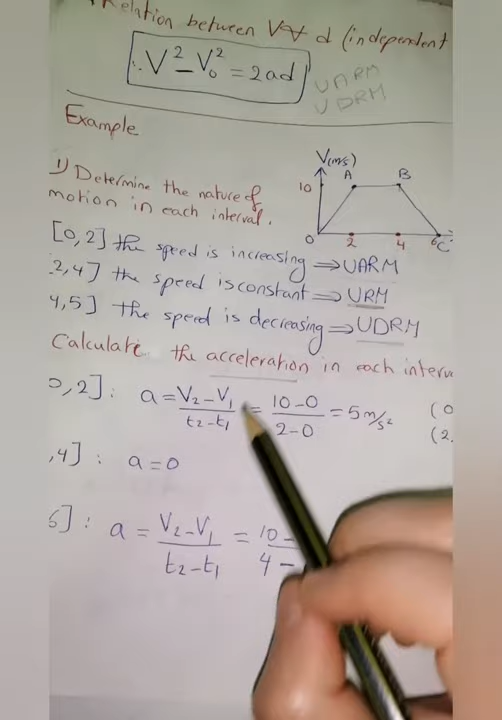 Relation between V & d (independent
∴ V² - V₀² = 2ad
UARM
UDRM
Example
V(m/s)
A B
10
0 2 4 6 C
1) Determine the nature of
motion in each interval.
[0,2] the speed is increasing ⇒ UARM
2,4] the speed is constant ⇒ URM
4,5] the speed is decreasing ⇒ UDRM
Calculate the acceleration in each interv
0,2] : a = V₂-V₁/t₂-t₁ = 10-0/2-0 = 5 m/s² (0
(2.
,4] : a = 0
6] : a = V₂-V₁/t₂-t₁ = 10-/4-